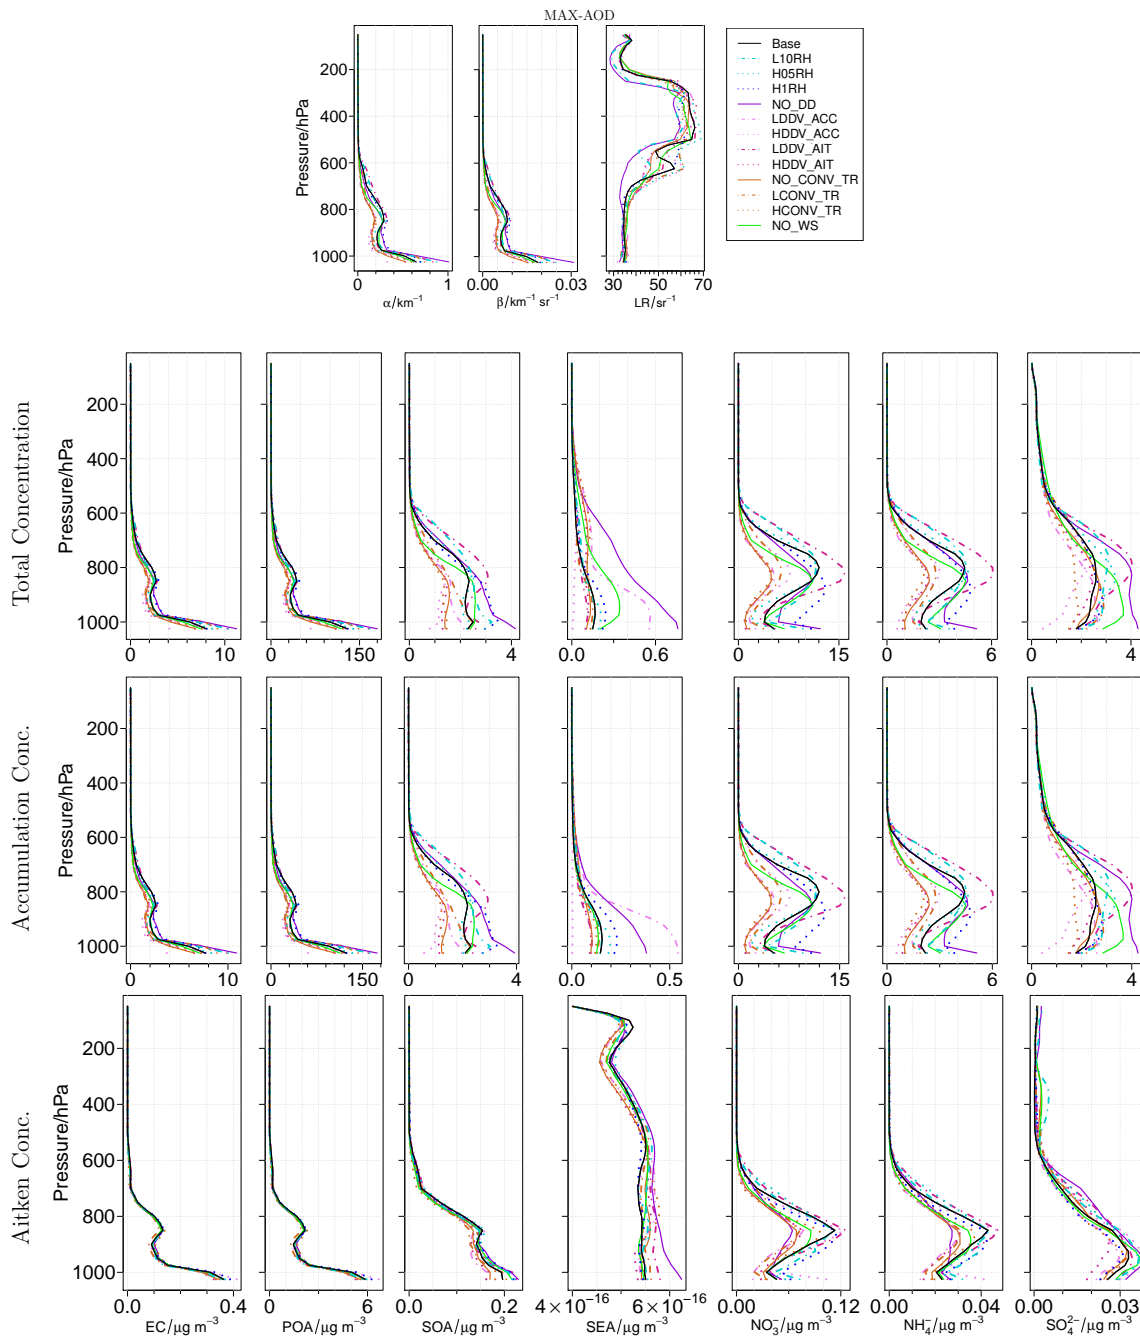 MAX-AOD
Pressure/hPa
200
400
600
800
1000
0
1
α/km⁻¹
0.00
0.03
β/km⁻¹ sr⁻¹
30
50
70
LR/sr⁻¹
Base
L10RH
H05RH
H1RH
NO_DD
LDDV_ACC
HDDV_ACC
LDDV_AIT
HDDV_AIT
NO_CONV_TR
LCONV_TR
HCONV_TR
NO_WS
Total Concentration
Pressure/hPa
200
400
600
800
1000
0 10
0 150
0 4
0.0 0.6
0 15
0 6
0 4
Accumulation Conc.
Pressure/hPa
200
400
600
800
1000
0 10
0 150
0 4
0.0 0.5
0 15
0 6
0 4
Aitken Conc.
Pressure/hPa
200
400
600
800
1000
0.0 0.4
EC/μg m⁻³
0 6
POA/μg m⁻³
0.0 0.2
SOA/μg m⁻³
4×10⁻¹⁶ 6×10⁻¹⁶
SEA/μg m⁻³
0.00 0.12
NO₃⁻/μg m⁻³
0.00 0.04
NH₄⁺/μg m⁻³
0.00 0.03
SO₄²⁻/μg m⁻³